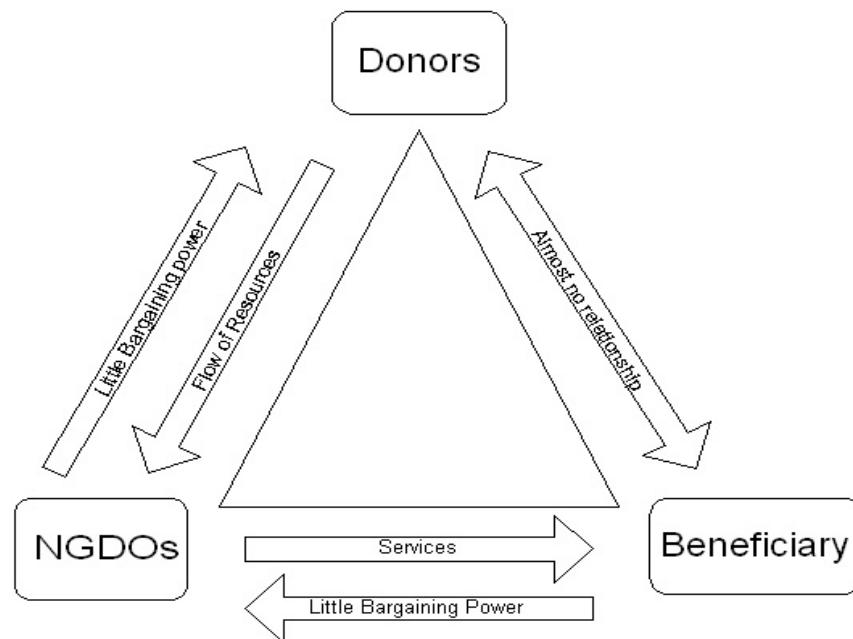 Donors
Little Bargaining power
Flow of Resources
Almost no relationship
NGDOs
Services
Beneficiary
Little Bargaining Power